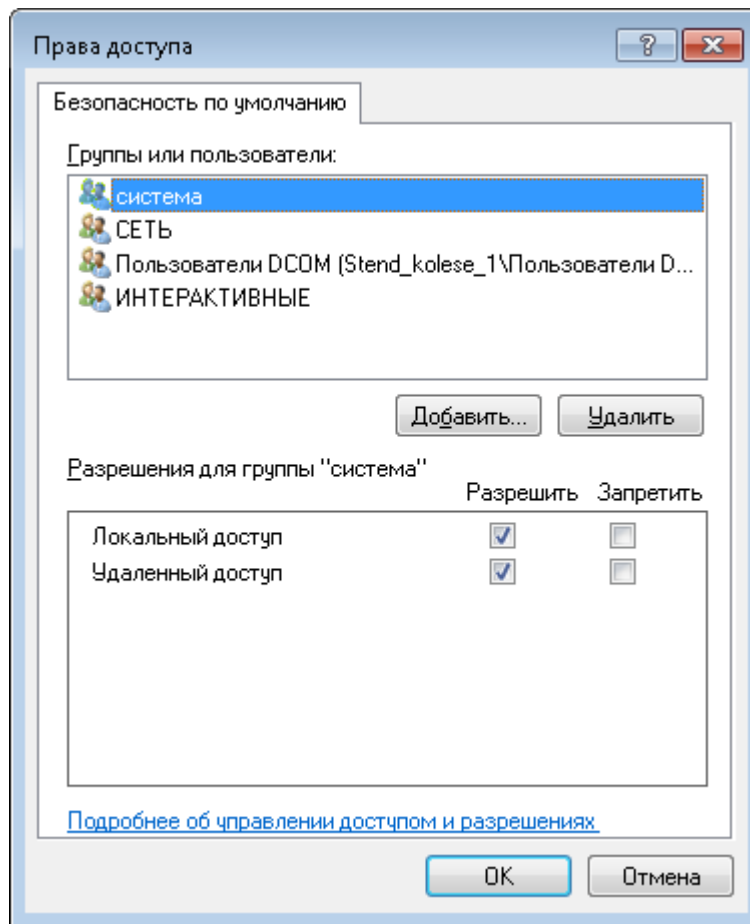 Права доступа
Безопасность по умолчанию
Группы или пользователи:
система
СЕТЬ
Пользователи DCOM (Stend_kolese_1\Пользователи D...
ИНТЕРАКТИВНЫЕ
Добавить... Удалить
Разрешения для группы "система"
Разрешить Запретить
Локальный доступ
Удаленный доступ
Подробнее об управлении доступом и разрешениях
ОК Отмена